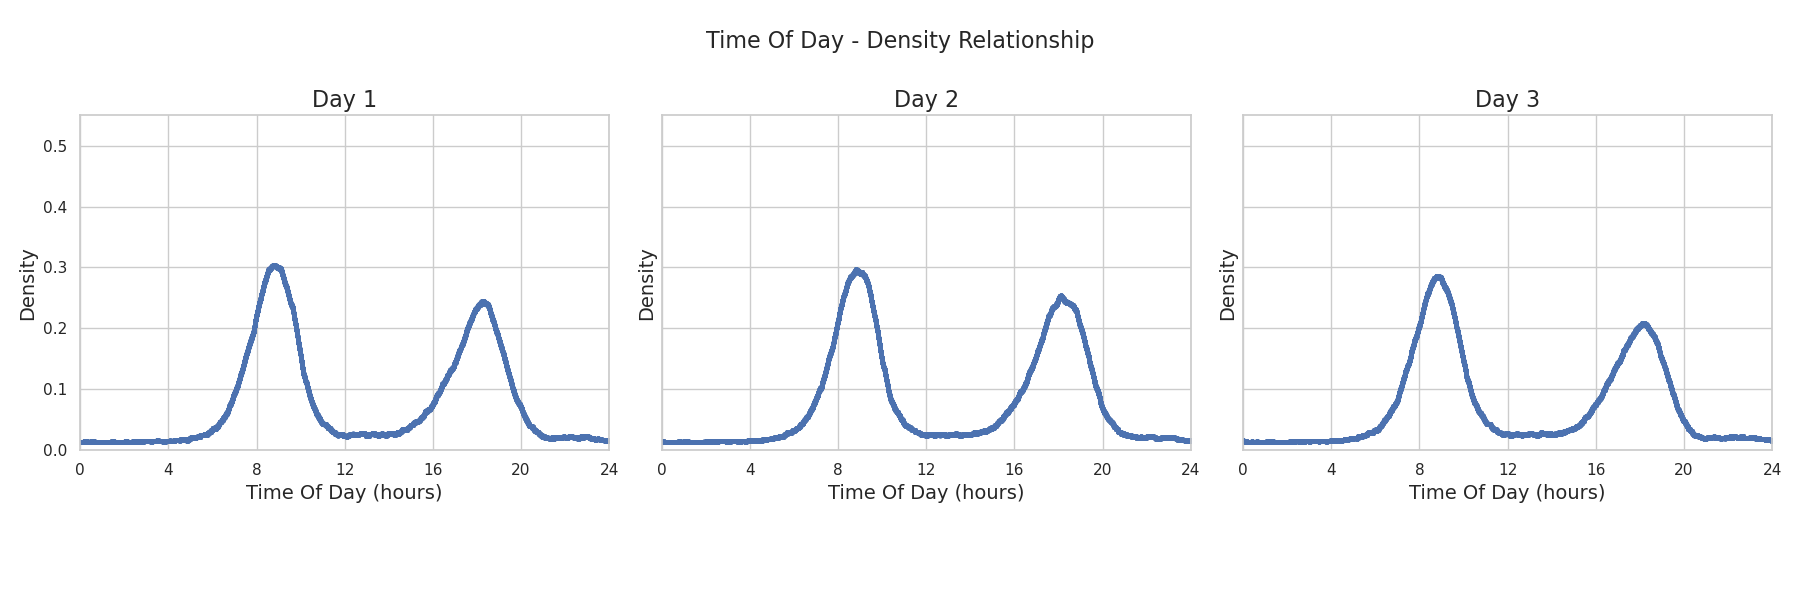 Time Of Day - Density Relationship
Day 1
Density
0.5
0.4
0.3
0.2
0.1
0.0
0 4 8 12 16 20 24
Time Of Day (hours)
Day 2
Density
0 4 8 12 16 20 24
Time Of Day (hours)
Day 3
Density
0 4 8 12 16 20 24
Time Of Day (hours)